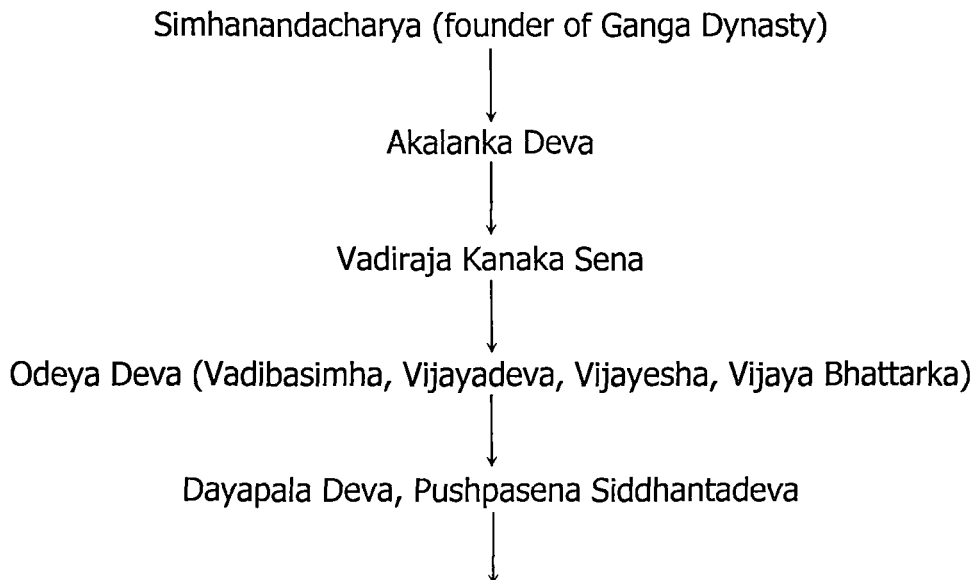 Simhanandacharya (founder of Ganga Dynasty)
Akalanka Deva
Vadiraja Kanaka Sena
Odeya Deva (Vadibasimha, Vijayadeva, Vijayesha, Vijaya Bhattarka)
Dayapala Deva, Pushpasena Siddhantadeva